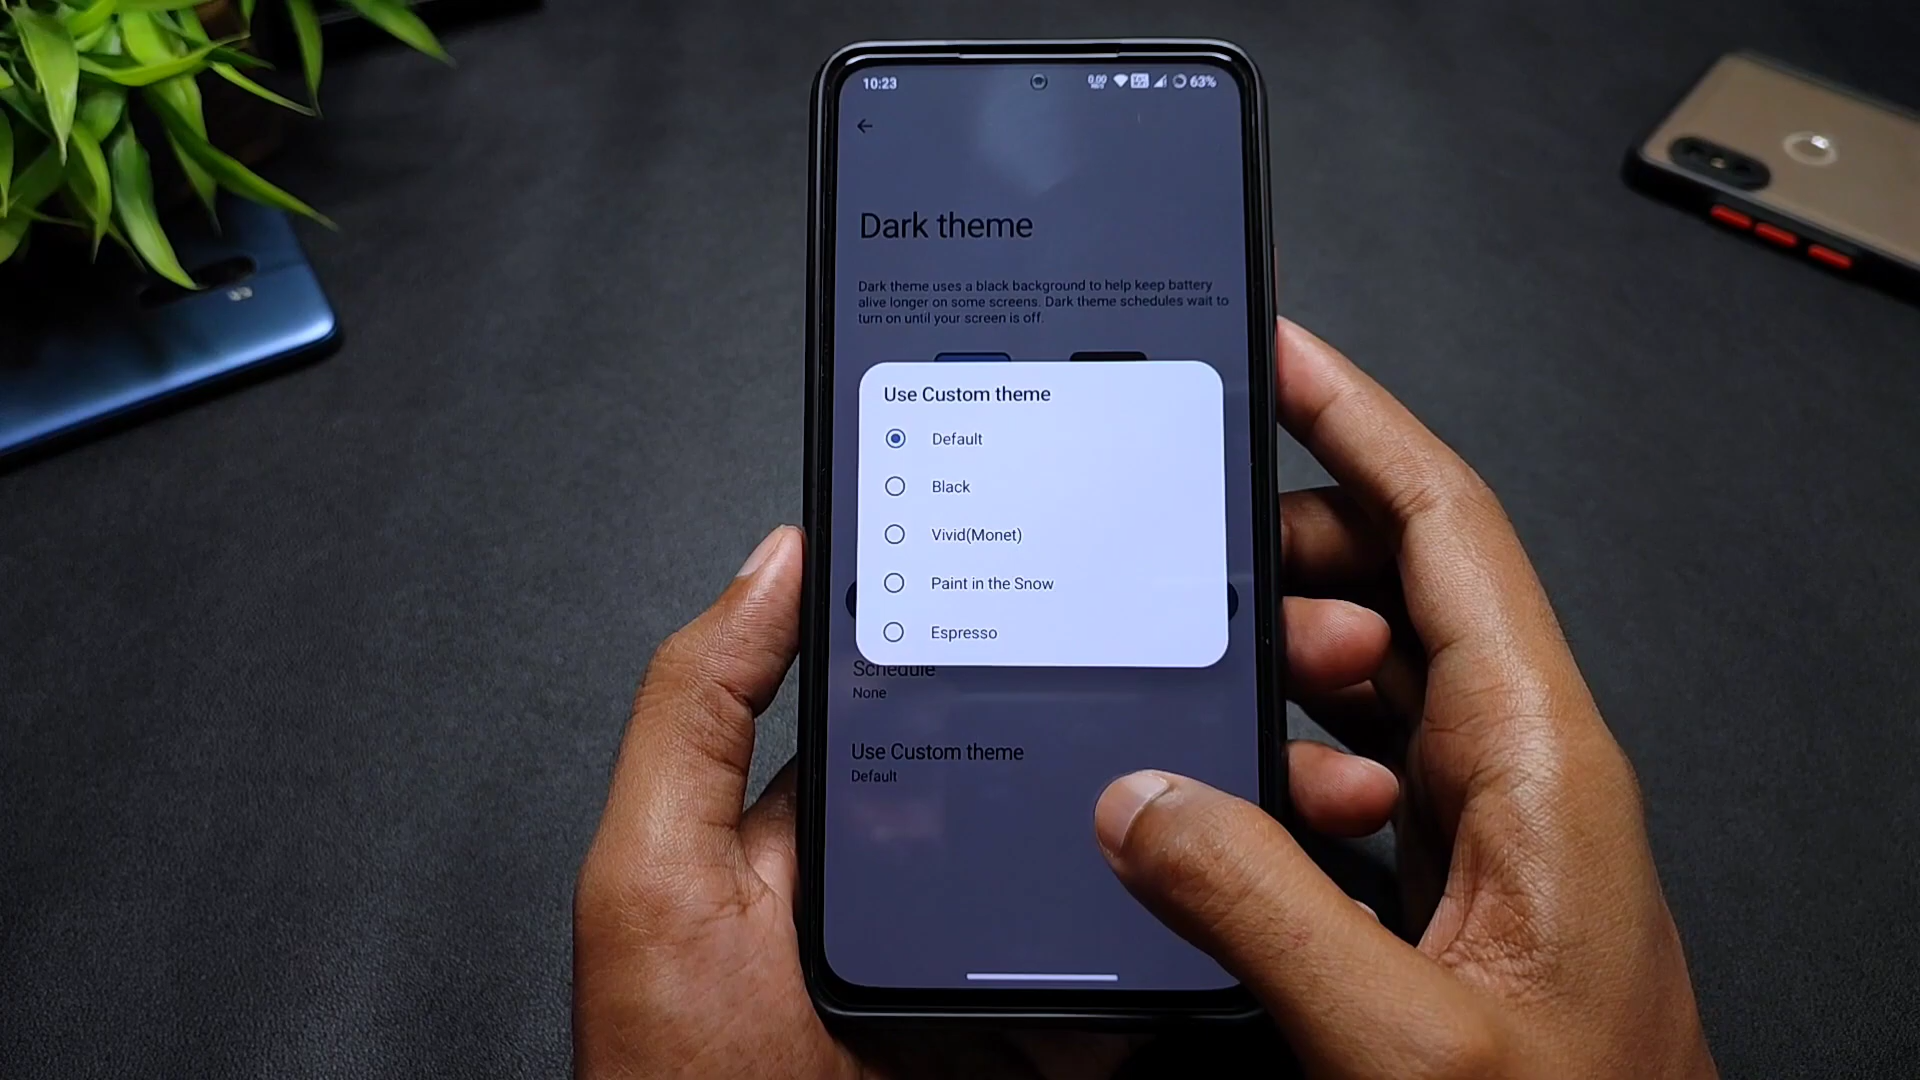 10:23
0.00
63%
Dark theme
Dark theme uses a black background to help keep battery
alive longer on some screens. Dark theme schedules wait to
turn on until your screen is off.
Use Custom theme
Default
Black
Vivid(Monet)
Paint in the Snow
Espresso
Schedule
None
Use Custom theme
Default